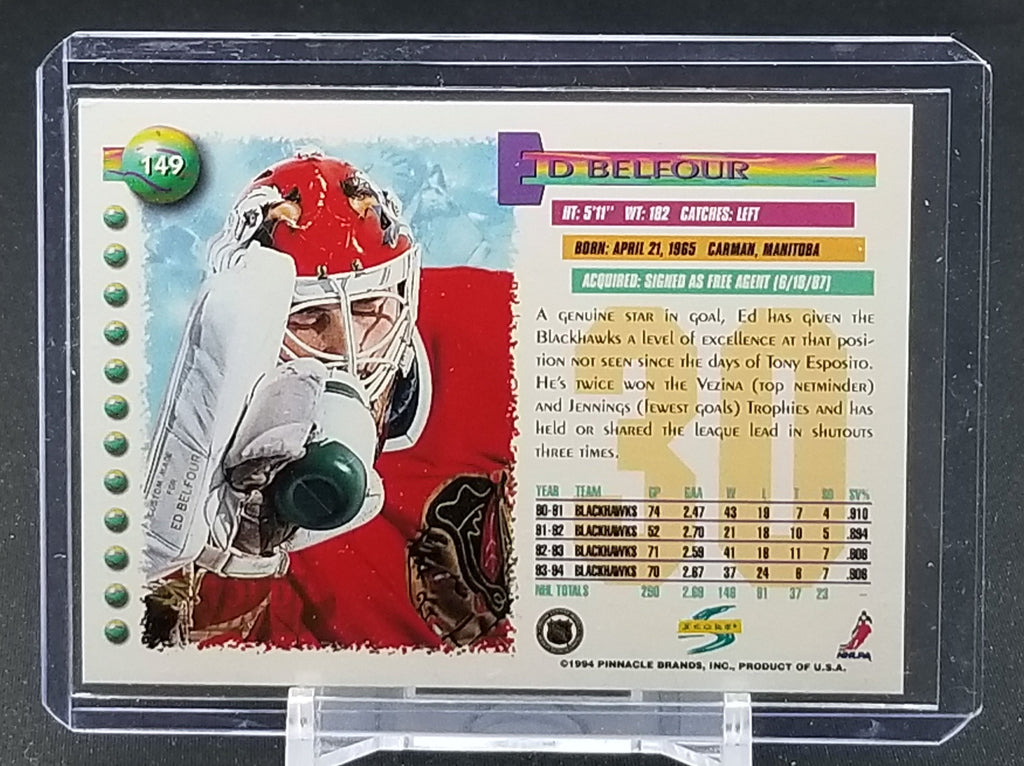 149
ED BELFOUR
HT: 5'11" WT: 182 CATCHES: LEFT
BORN: APRIL 21, 1965 CARMAN, MANITOBA
ACQUIRED: SIGNED AS FREE AGENT (6/18/87)
A GENUINE STAR IN GOAL, ED HAS GIVEN THE
BLACKHAWKS A LEVEL OF EXCELLENCE AT THAT POSI-
TION NOT SEEN SINCE THE DAYS OF TONY ESPOSITO.
HE'S TWICE WON THE VEZINA (TOP NETMINDER)
AND JENNINGS (FEWEST GOALS) TROPHIES AND HAS
HELD OR SHARED THE LEAGUE LEAD IN SHUTOUTS
THREE TIMES.
30
YEAR TEAM GP GAA W L T SO SV%
90-91 BLACKHAWKS 74 2.47 43 19 7 4 .910
91-92 BLACKHAWKS 52 2.70 21 18 10 5 .894
92-93 BLACKHAWKS 71 2.59 41 18 11 7 .906
93-94 BLACKHAWKS 70 2.67 37 24 6 7 .906
NHL TOTALS 290 2.69 148 91 37 23 –
CUSTOM MADE
FOR
ED BELFOUR
SCORE
NHLPA
©1994 PINNACLE BRANDS, INC., PRODUCT OF U.S.A.